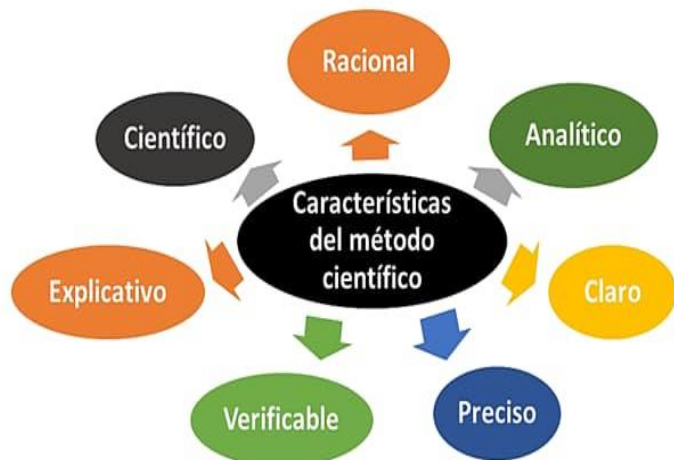 Racional
Científico
Analítico
Características
del método
científico
Explicativo
Claro
Verificable
Preciso